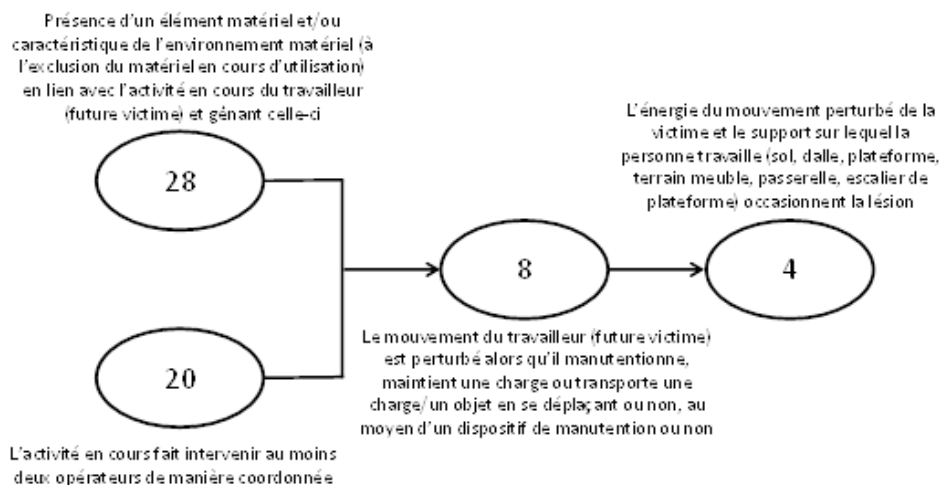 Présence d'un élément matériel et/ou
caractéristique de l'environnement matériel (à
l'exclusion du matériel en cours d'utilisation)
en lien avec l'activité en cours du travailleur
(future victime) et gênant celle-ci
28
L'énergie du mouvement perturbé de la
victime et le support sur lequel la
personne travaille (sol, dalle, plateforme,
terrain meuble, passerelle, escalier de
plateforme) occasionnent la lésion
8
4
Le mouvement du travailleur (future victime)
est perturbé alors qu'il manutentionne,
maintient une charge ou transporte une
charge/un objet en se déplaçant ou non, au
moyen d'un dispositif de manutention ou non
20
L'activité en cours fait intervenir au moins
deux opérateurs de manière coordonnée